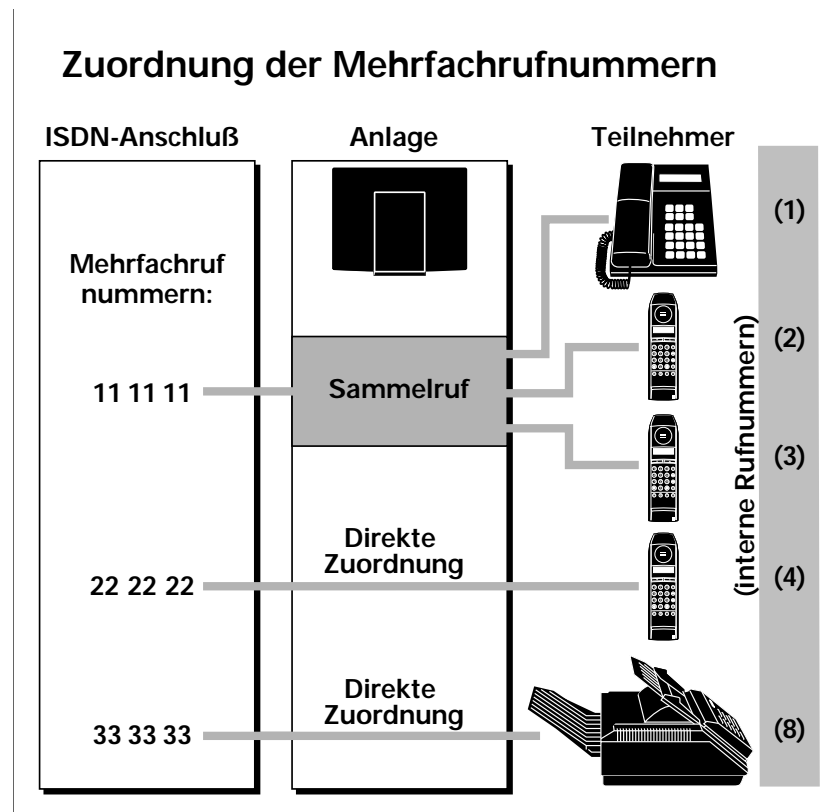 Zuordnung der Mehrfachrufnummern
ISDN-Anschluß
Anlage
Teilnehmer
(1)
Mehrfachruf
nummern:
(2)
11 11 11
Sammelruf
(3)
(interne Rufnummern)
Direkte
Zuordnung
22 22 22
(4)
Direkte
Zuordnung
33 33 33
(8)